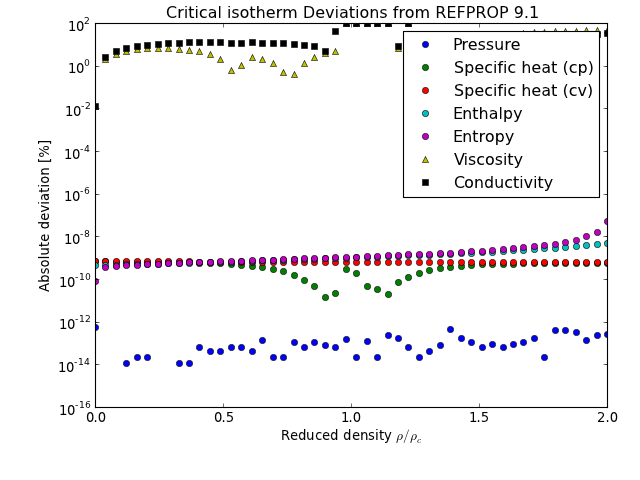 Critical isotherm Deviations from REFPROP 9.1
Absolute deviation [%]
10^2
10^0
10^-2
10^-4
10^-6
10^-8
10^-10
10^-12
10^-14
10^-16
Pressure
Specific heat (cp)
Specific heat (cv)
Enthalpy
Entropy
Viscosity
Conductivity
0.0 0.5 1.0 1.5 2.0
Reduced density ρ/ρ_c